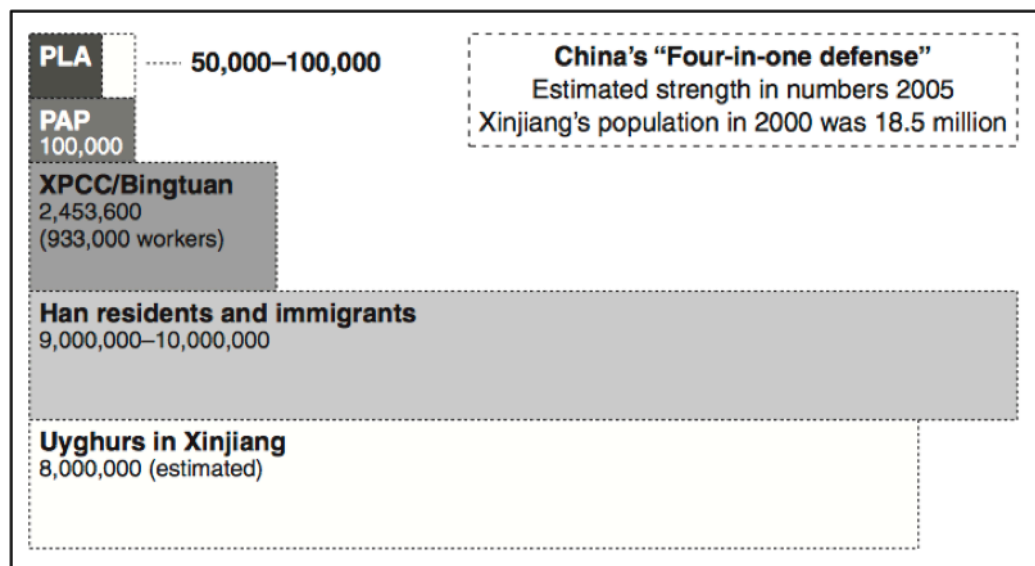 PLA
50,000–100,000
China's “Four-in-one defense”
Estimated strength in numbers 2005
Xinjiang's population in 2000 was 18.5 million
PAP
100,000
XPCC/Bingtuan
2,453,600
(933,000 workers)
Han residents and immigrants
9,000,000–10,000,000
Uyghurs in Xinjiang
8,000,000 (estimated)